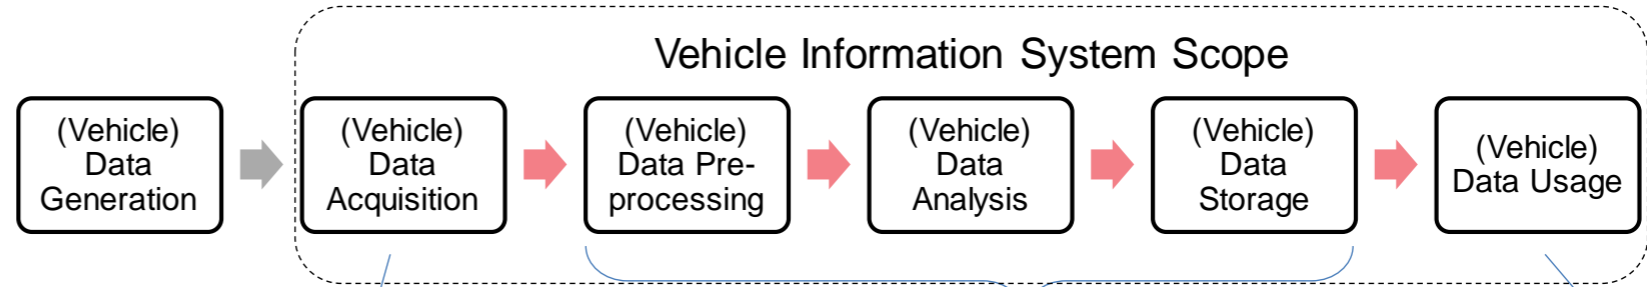 Vehicle Information System Scope
(Vehicle)
Data
Generation
(Vehicle)
Data
Acquisition
(Vehicle)
Data Pre-
processing
(Vehicle)
Data
Analysis
(Vehicle)
Data
Storage
(Vehicle)
Data Usage